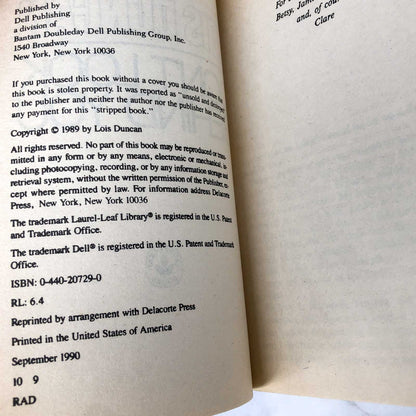 Published by
Dell Publishing
a division of
Bantam Doubleday Dell Publishing Group, Inc.
1540 Broadway
New York, New York 10036
If you purchased this book without a cover you should be aware that
this book is stolen property. It was reported as "unsold and destroyed"
to the publisher and neither the author nor the publisher has received
any payment for this "stripped book."
Copyright © 1989 by Lois Duncan
All rights reserved. No part of this book may be reproduced or trans-
mitted in any form or by any means, electronic or mechanical, in-
cluding photocopying, recording, or by any information storage and
retrieval system, without the written permission of the Publisher, ex-
cept where permitted by law. For information address Delacorte
Press, New York, New York 10036
The trademark Laurel-Leaf Library® is registered in the U.S. Patent
and Trademark Office.
The trademark Dell® is registered in the U.S. Patent and Trademark
Office.
ISBN: 0-440-20729-0
RL: 6.4
Reprinted by arrangement with Delacorte Press
Printed in the United States of America
September 1990
10 9
RAD
For
Betsy, Jam
and, of cour
Clare